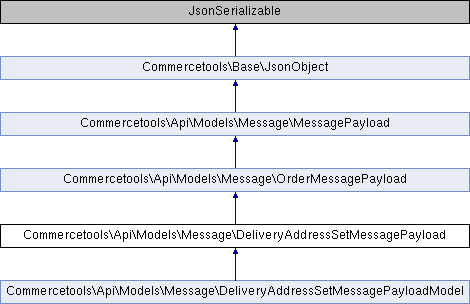 JsonSerializable
Commercetools\Base\JsonObject
Commercetools\Api\Models\Message\MessagePayload
Commercetools\Api\Models\Message\OrderMessagePayload
Commercetools\Api\Models\Message\DeliveryAddressSetMessagePayload
Commercetools\Api\Models\Message\DeliveryAddressSetMessagePayloadModel